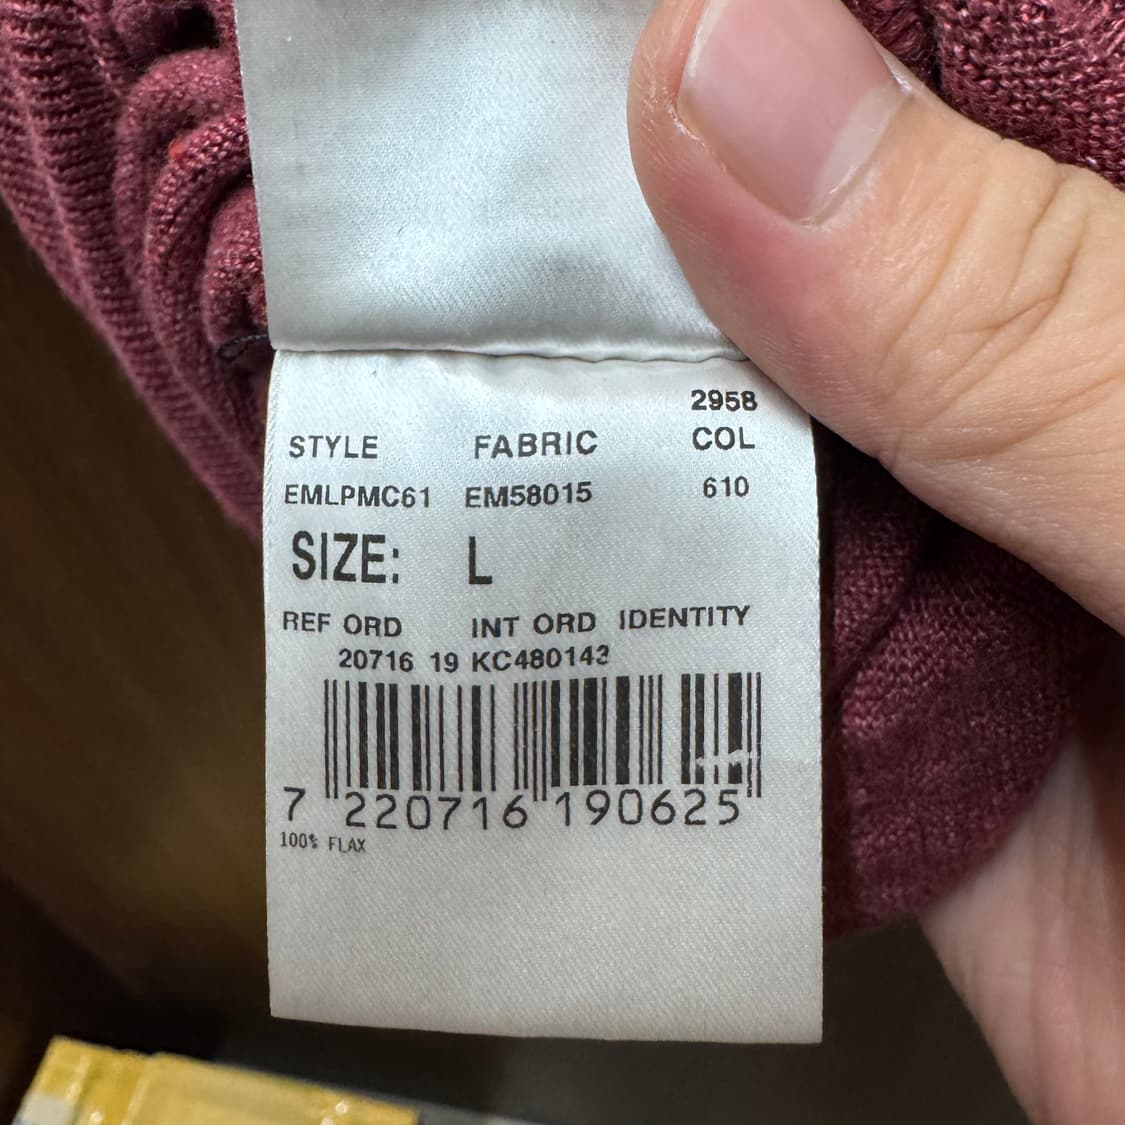 2958
STYLE FABRIC COL
EMLPMC61 EM58015 610
SIZE: L
REF ORD INT ORD IDENTITY
20716 19 KC480143
7 220716 190625
100% FLAX